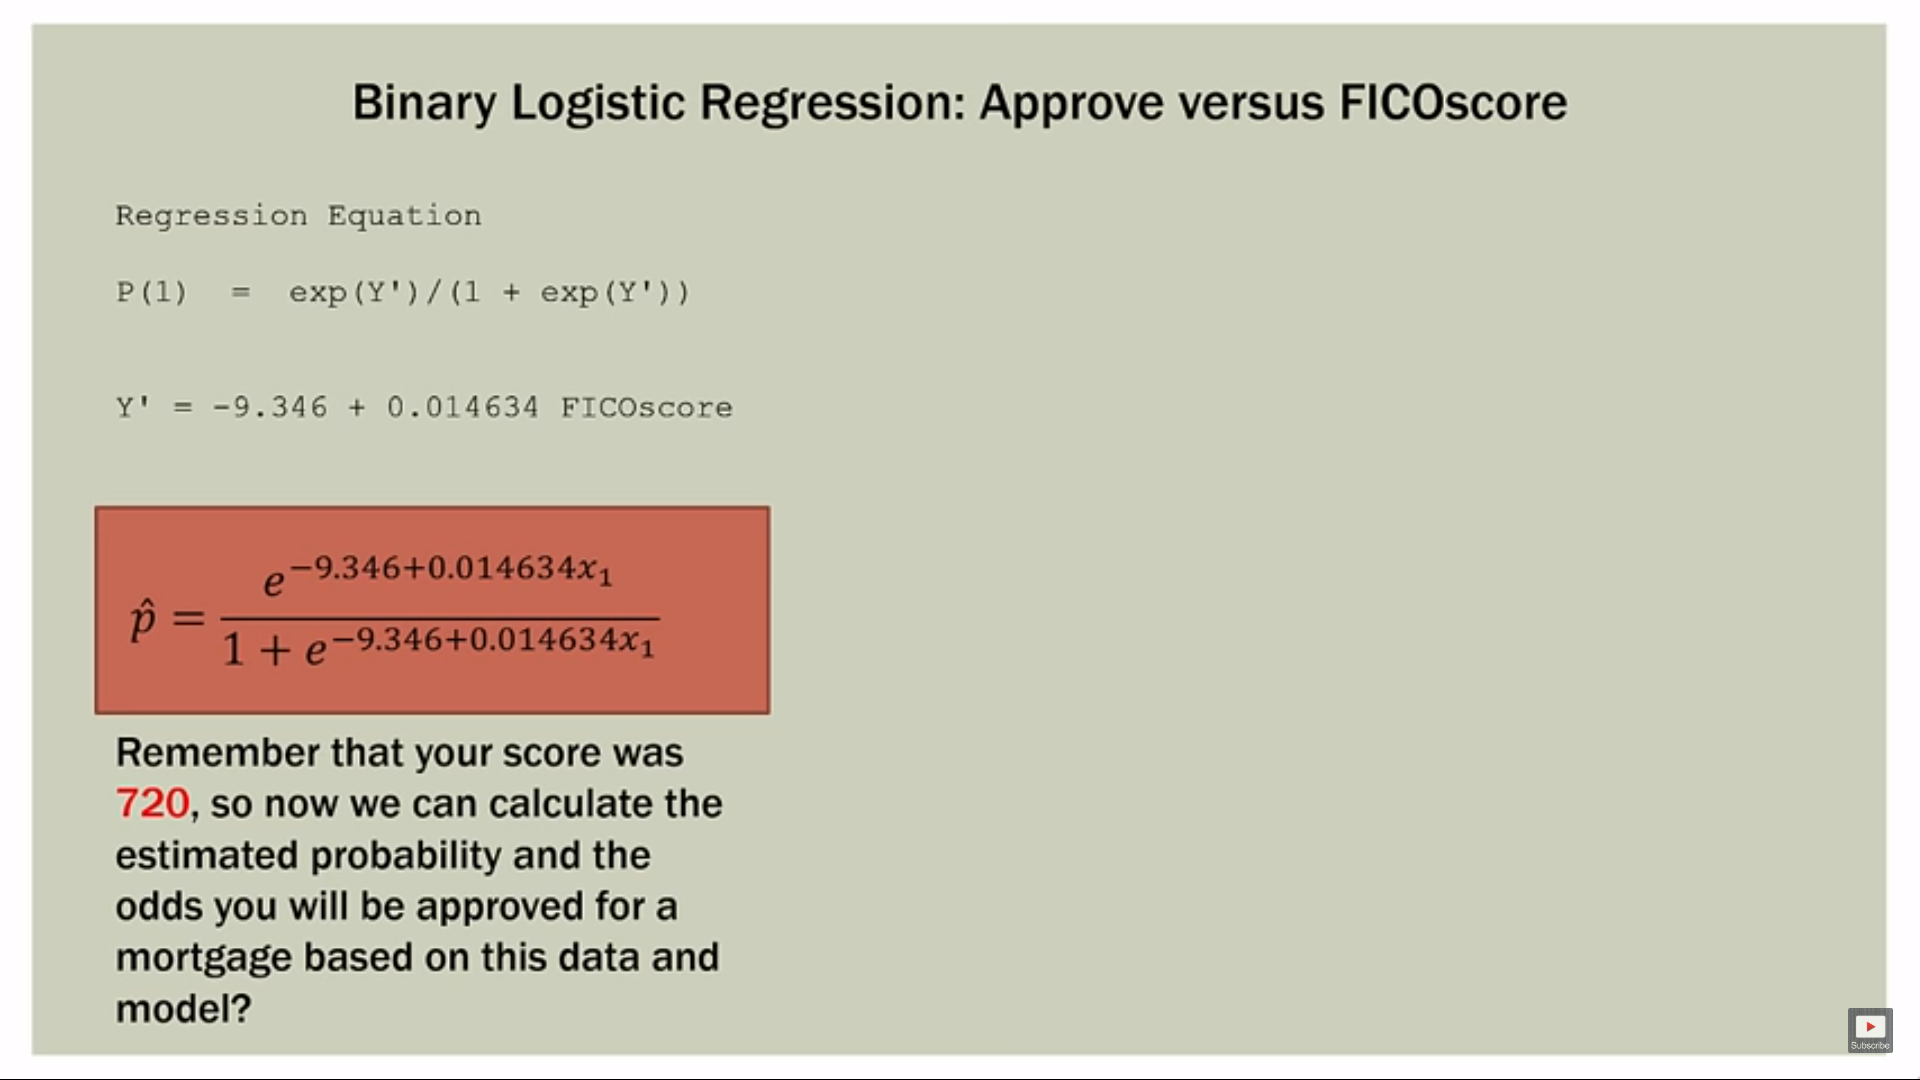 Binary Logistic Regression: Approve versus FICOscore
Regression Equation
P(1) = exp(Y')/(1 + exp(Y'))
Y' = -9.346 + 0.014634 FICOscore
e^{−9.346+0.014634x₁}
p̂ =
1 + e^{−9.346+0.014634x₁}
Remember that your score was
720, so now we can calculate the
estimated probability and the
odds you will be approved for a
mortgage based on this data and
model?
Subscribe